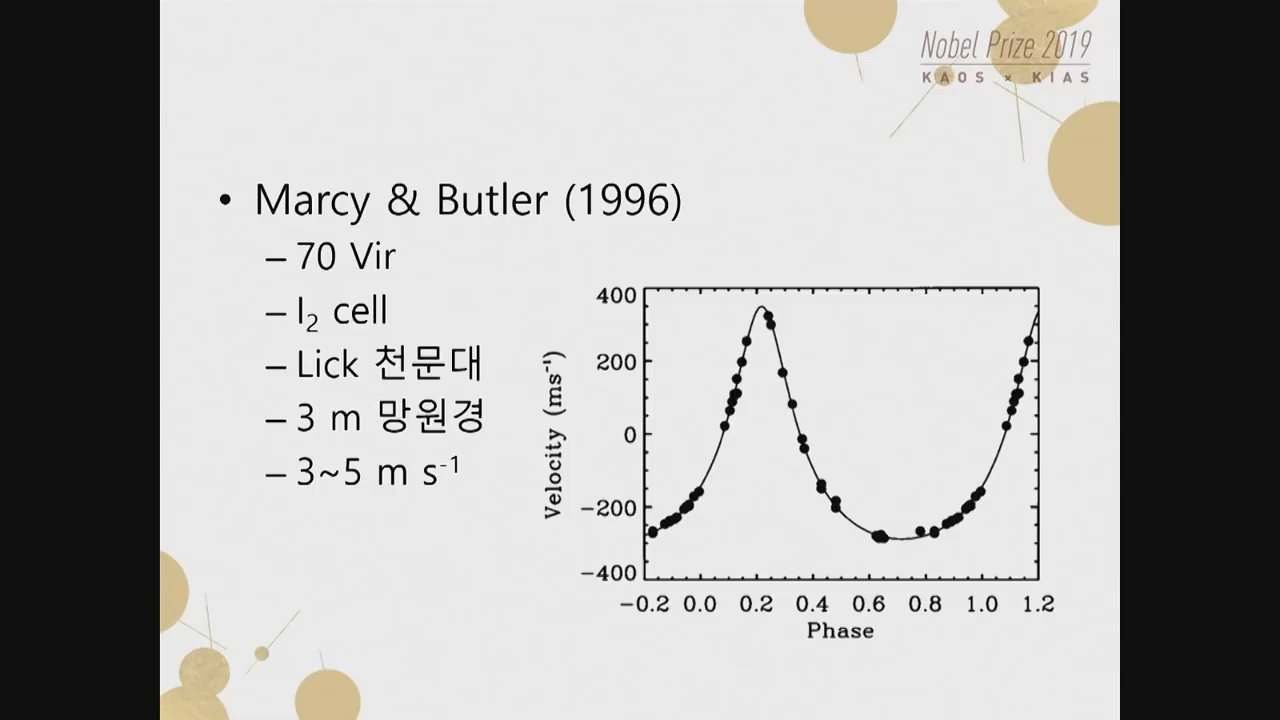 Nobel Prize 2019
KAOS × KIAS
• Marcy & Butler (1996)
– 70 Vir
– I₂ cell
– Lick 천문대
– 3 m 망원경
– 3~5 m s⁻¹
Velocity (ms⁻¹)
400
200
0
−200
−400
−0.2 0.0 0.2 0.4 0.6 0.8 1.0 1.2
Phase